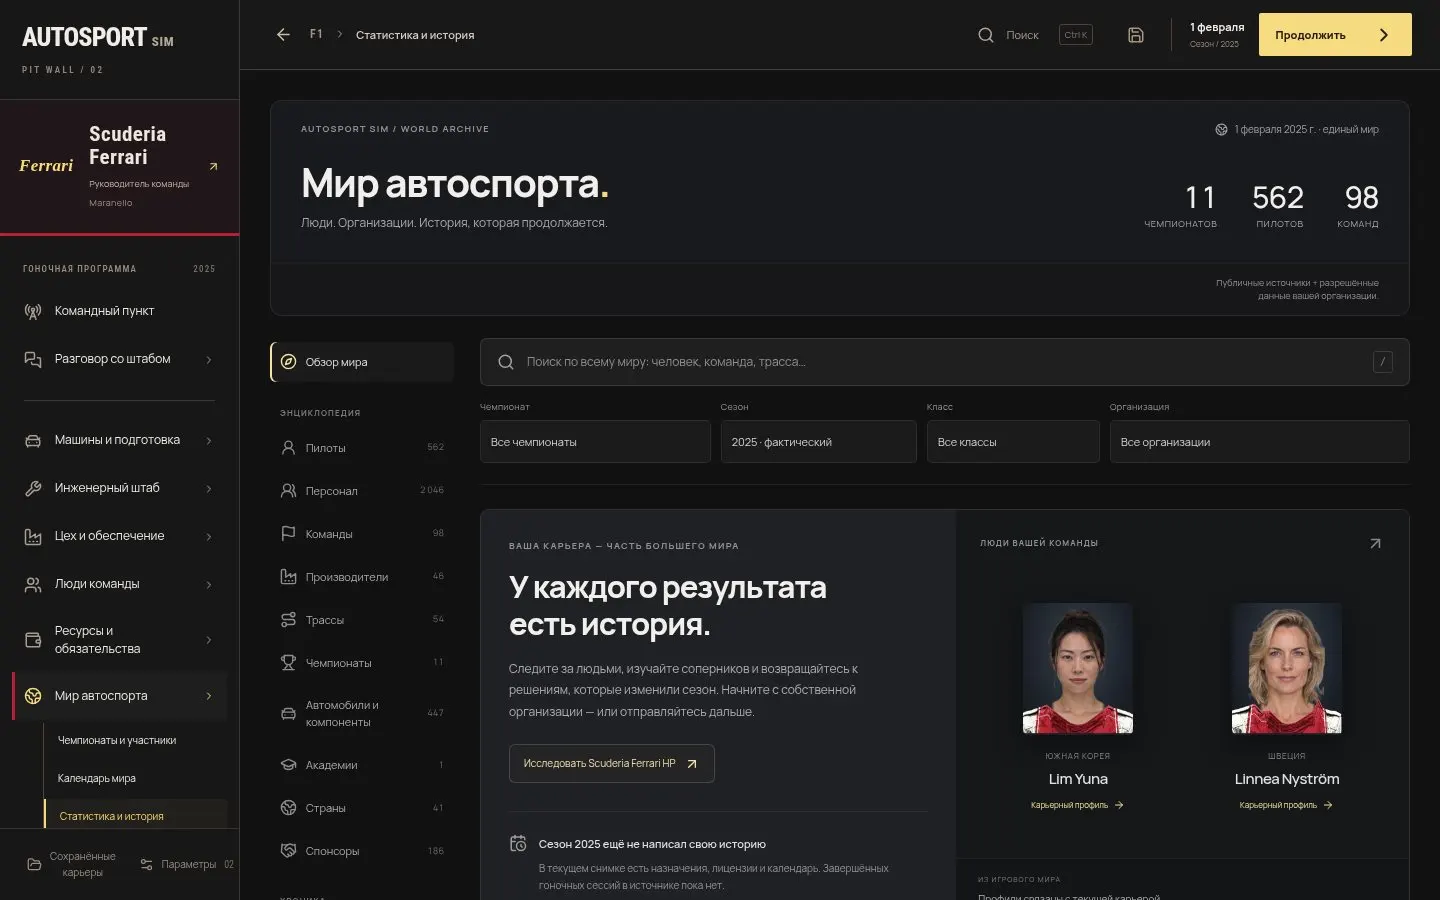 AUTOSPORT SIM
PIT WALL / 02
Ferrari
Scuderia
Ferrari
Руководитель команды
Maranello
ГОНОЧНАЯ ПРОГРАММА 2025
Командный пункт
Разговор со штабом
Машины и подготовка
Инженерный штаб
Цех и обеспечение
Люди команды
Ресурсы и
обязательства
Мир автоспорта
Чемпионаты и участники
Календарь мира
Статистика и история
Сохранённые
карьеры
Параметры 02
F1 Статистика и история
Поиск Ctrl K
1 февраля
Сезон / 2025
Продолжить
AUTOSPORT SIM / WORLD ARCHIVE
1 февраля 2025 г. · единый мир
Мир автоспорта.
Люди. Организации. История, которая продолжается.
11 562 98
ЧЕМПИОНАТОВ ПИЛОТОВ КОМАНД
Публичные источники + разрешённые
данные вашей организации.
Обзор мира
ЭНЦИКЛОПЕДИЯ
Пилоты 562
Персонал 2 046
Команды 98
Производители 46
Трассы 54
Чемпионаты 11
Автомобили и
компоненты 447
Академии 1
Страны 41
Спонсоры 186
ХРОНИКА
Поиск по всему миру: человек, команда, трасса... /
Чемпионат Сезон Класс Организация
Все чемпионаты 2025 · фактический Все классы Все организации
ВАША КАРЬЕРА — ЧАСТЬ БОЛЬШЕГО МИРА
У каждого результата
есть история.
Следите за людьми, изучайте соперников и возвращайтесь к
решениям, которые изменили сезон. Начните с собственной
организации — или отправляйтесь дальше.
Исследовать Scuderia Ferrari HP
Сезон 2025 ещё не написал свою историю
В текущем снимке есть назначения, лицензии и календарь. Завершённых
гоночных сессий в источнике пока нет.
ЛЮДИ ВАШЕЙ КОМАНДЫ
ЮЖНАЯ КОРЕЯ
Lim Yuna
Карьерный профиль
ШВЕЦИЯ
Linnea Nyström
Карьерный профиль
ИЗ ИГРОВОГО МИРА
Профили связаны с текущей карьерой